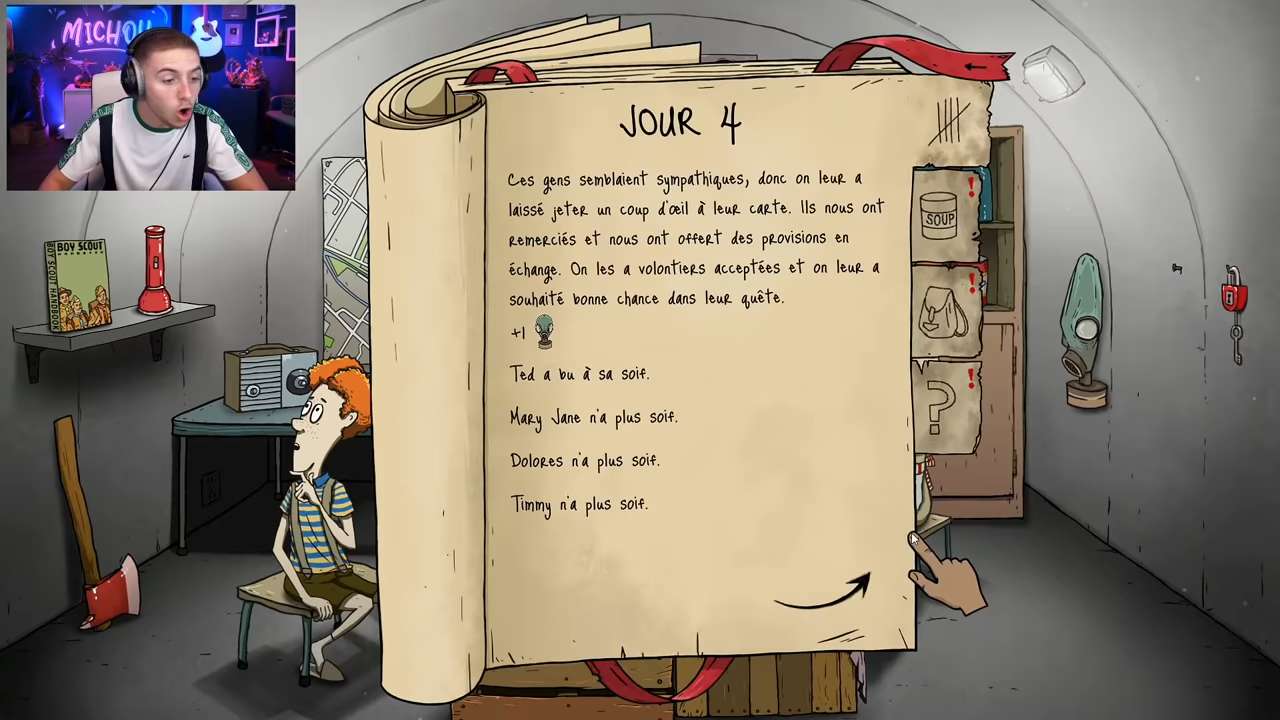 MICHOU
JOUR 4
Ces gens semblaient sympathiques, donc on leur a
laissé jeter un coup d'œil à leur carte. Ils nous ont
remerciés et nous ont offert des provisions en
échange. On les a volontiers acceptées et on leur a
souhaité bonne chance dans leur quête.
+1
Ted a bu à sa soif.
Mary Jane n'a plus soif.
Dolores n'a plus soif.
Timmy n'a plus soif.
SOUP
!
!
!
?
BOY SCOUT
BOY SCOUT HANDBOOK